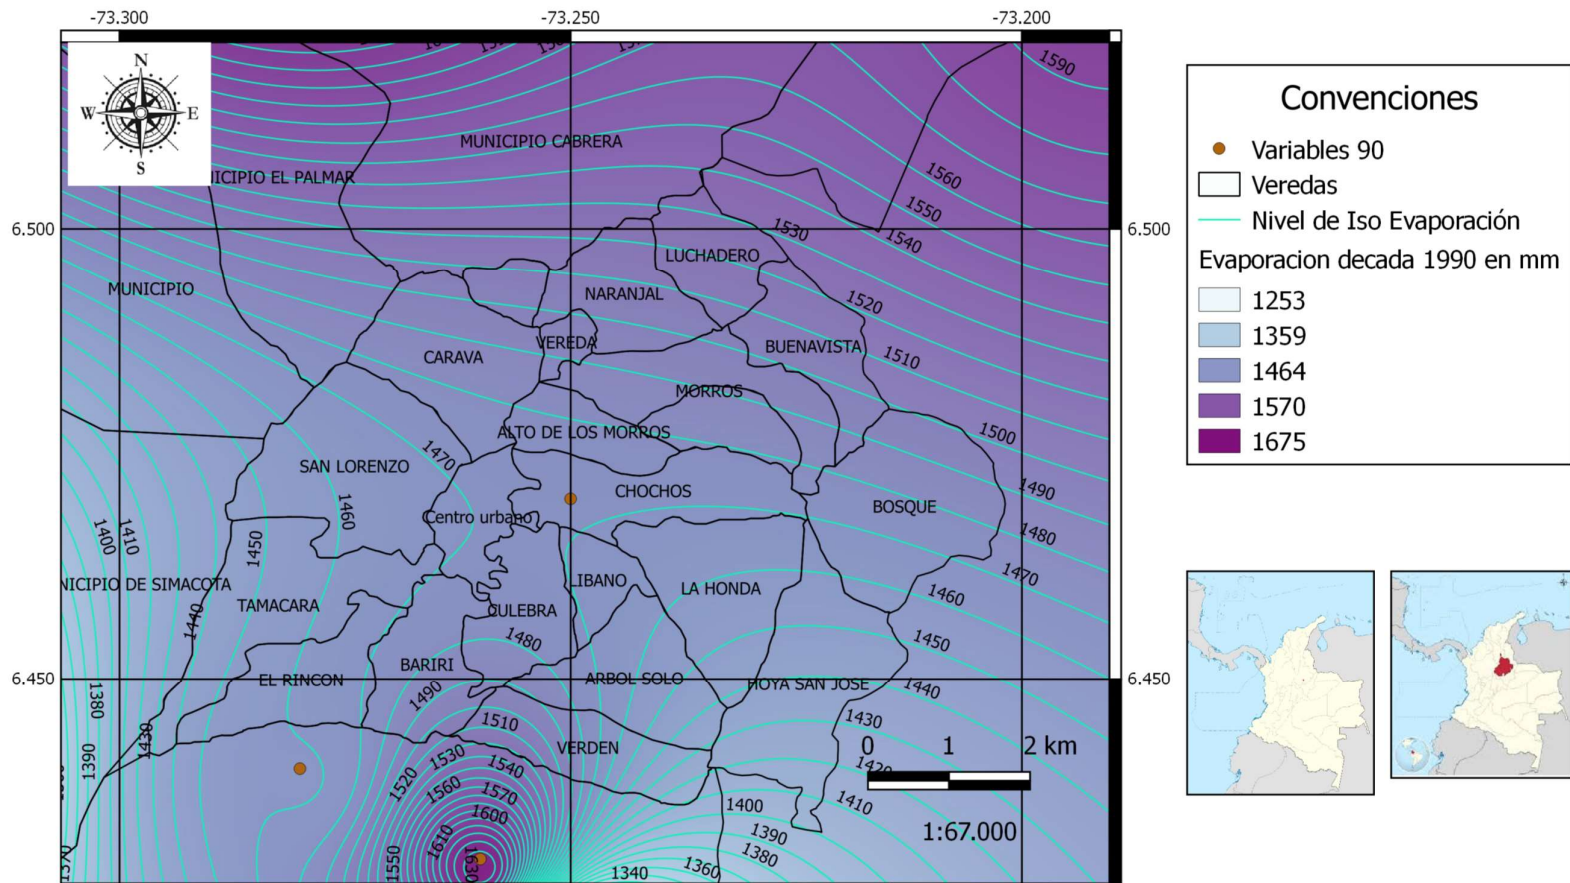 -73.300
-73.250
-73.200
N
W E
S
1590
MUNICIPIO CABRERA
NICIPIO EL PALMAR
1560
1550
1540
1530
6.500
6.500
LUCHADERO
MUNICIPIO
NARANJAL
1520
VEREDA
BUENAVISTA
CARAVA
1510
MORROS
ALTO DE LOS MORROS
1500
1470
SAN LORENZO
CHOCHOS
1490
BOSQUE
1460
Centro urbano
1480
1400
1410
1450
1470
NICIPIO DE SIMACOTA
LIBANO
LA HONDA
1460
TAMACARA
CULEBRA
1440
1480
1450
BARIRI
6.450
6.450
EL RINCON
ARBOL SOLO
HOYA SAN JOSE
1490
1440
1380
1510
1430
1430
VERDEN
1390
1530
1540
1520
1420
1560
1570
1400
1410
1600
1610
1390
1550
1630
1380
1370
1340
1360
0 1 2 km
1:67.000
Convenciones
Variables 90
Veredas
Nivel de Iso Evaporación
Evaporacion decada 1990 en mm
1253
1359
1464
1570
1675